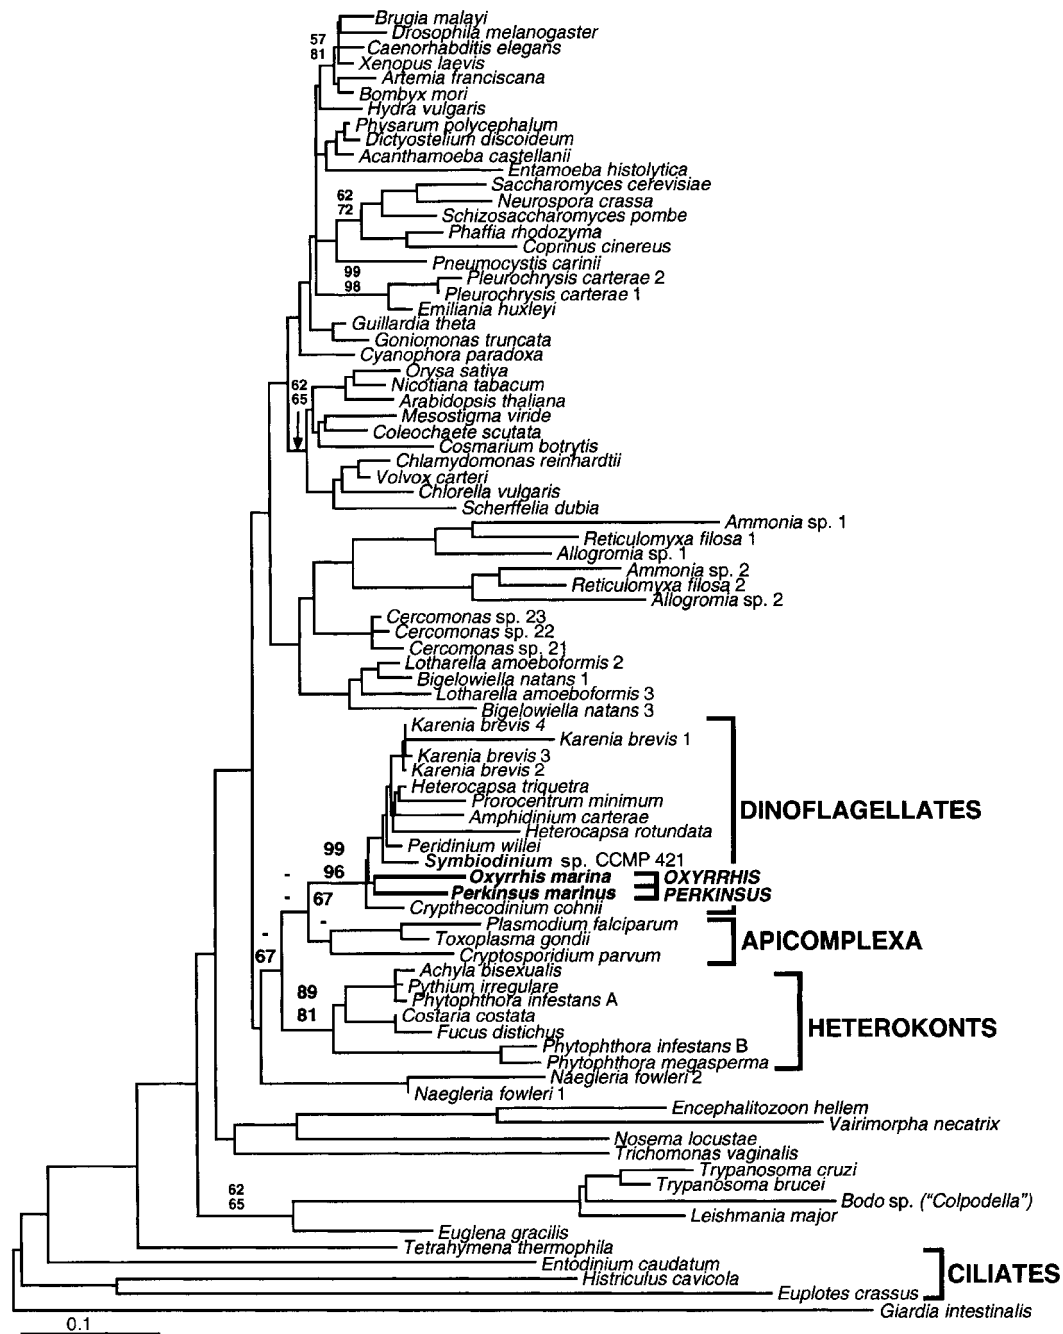 Brugia malayi
Drosophila melanogaster
57
Caenorhabditis elegans
81
Xenopus laevis
Artemia franciscana
Bombyx mori
Hydra vulgaris
Physarum polycephalum
Dictyostelium discoideum
Acanthamoeba castellanii
Entamoeba histolytica
Saccharomyces cerevisiae
62
Neurospora crassa
72
Schizosaccharomyces pombe
Phaffia rhodozyma
Coprinus cinereus
Pneumocystis carinii
99
Pleurochrysis carterae 2
98
Pleurochrysis carterae 1
Emiliania huxleyi
Guillardia theta
Goniomonas truncata
Cyanophora paradoxa
Orysa sativa
62
Nicotiana tabacum
65
Arabidopsis thaliana
Mesostigma viride
Coleochaete scutata
Cosmarium botrytis
Chlamydomonas reinhardtii
Volvox carteri
Chlorella vulgaris
Scherffelia dubia
Ammonia sp. 1
Reticulomyxa filosa 1
Allogromia sp. 1
Ammonia sp. 2
Reticulomyxa filosa 2
Allogromia sp. 2
Cercomonas sp. 23
Cercomonas sp. 22
Cercomonas sp. 21
Lotharella amoeboformis 2
Bigelowiella natans 1
Lotharella amoeboformis 3
Bigelowiella natans 3
Karenia brevis 4
Karenia brevis 1
Karenia brevis 3
Karenia brevis 2
Heterocapsa triquetra
Prorocentrum minimum
DINOFLAGELLATES
Amphidinium carterae
Heterocapsa rotundata
Peridinium willei
99
Symbiodinium sp. CCMP 421
-
96
Oxyrrhis marina
OXYRRHIS
-
67
Perkinsus marinus
PERKINSUS
Crypthecodinium cohnii
-
Plasmodium falciparum
-
Toxoplasma gondii
APICOMPLEXA
67
Cryptosporidium parvum
Achyla bisexualis
89
Pythium irregulare
Phytophthora infestans A
81
Costaria costata
Fucus distichus
HETEROKONTS
Phytophthora infestans B
Phytophthora megasperma
Naegleria fowleri 2
Naegleria fowleri 1
Encephalitozoon hellem
Vairimorpha necatrix
Nosema locustae
Trichomonas vaginalis
Trypanosoma cruzi
Trypanosoma brucei
62
65
Bodo sp. ("Colpodella")
Leishmania major
Euglena gracilis
Tetrahymena thermophila
Entodinium caudatum
Histriculus cavicola
CILIATES
Euplotes crassus
Giardia intestinalis
0.1